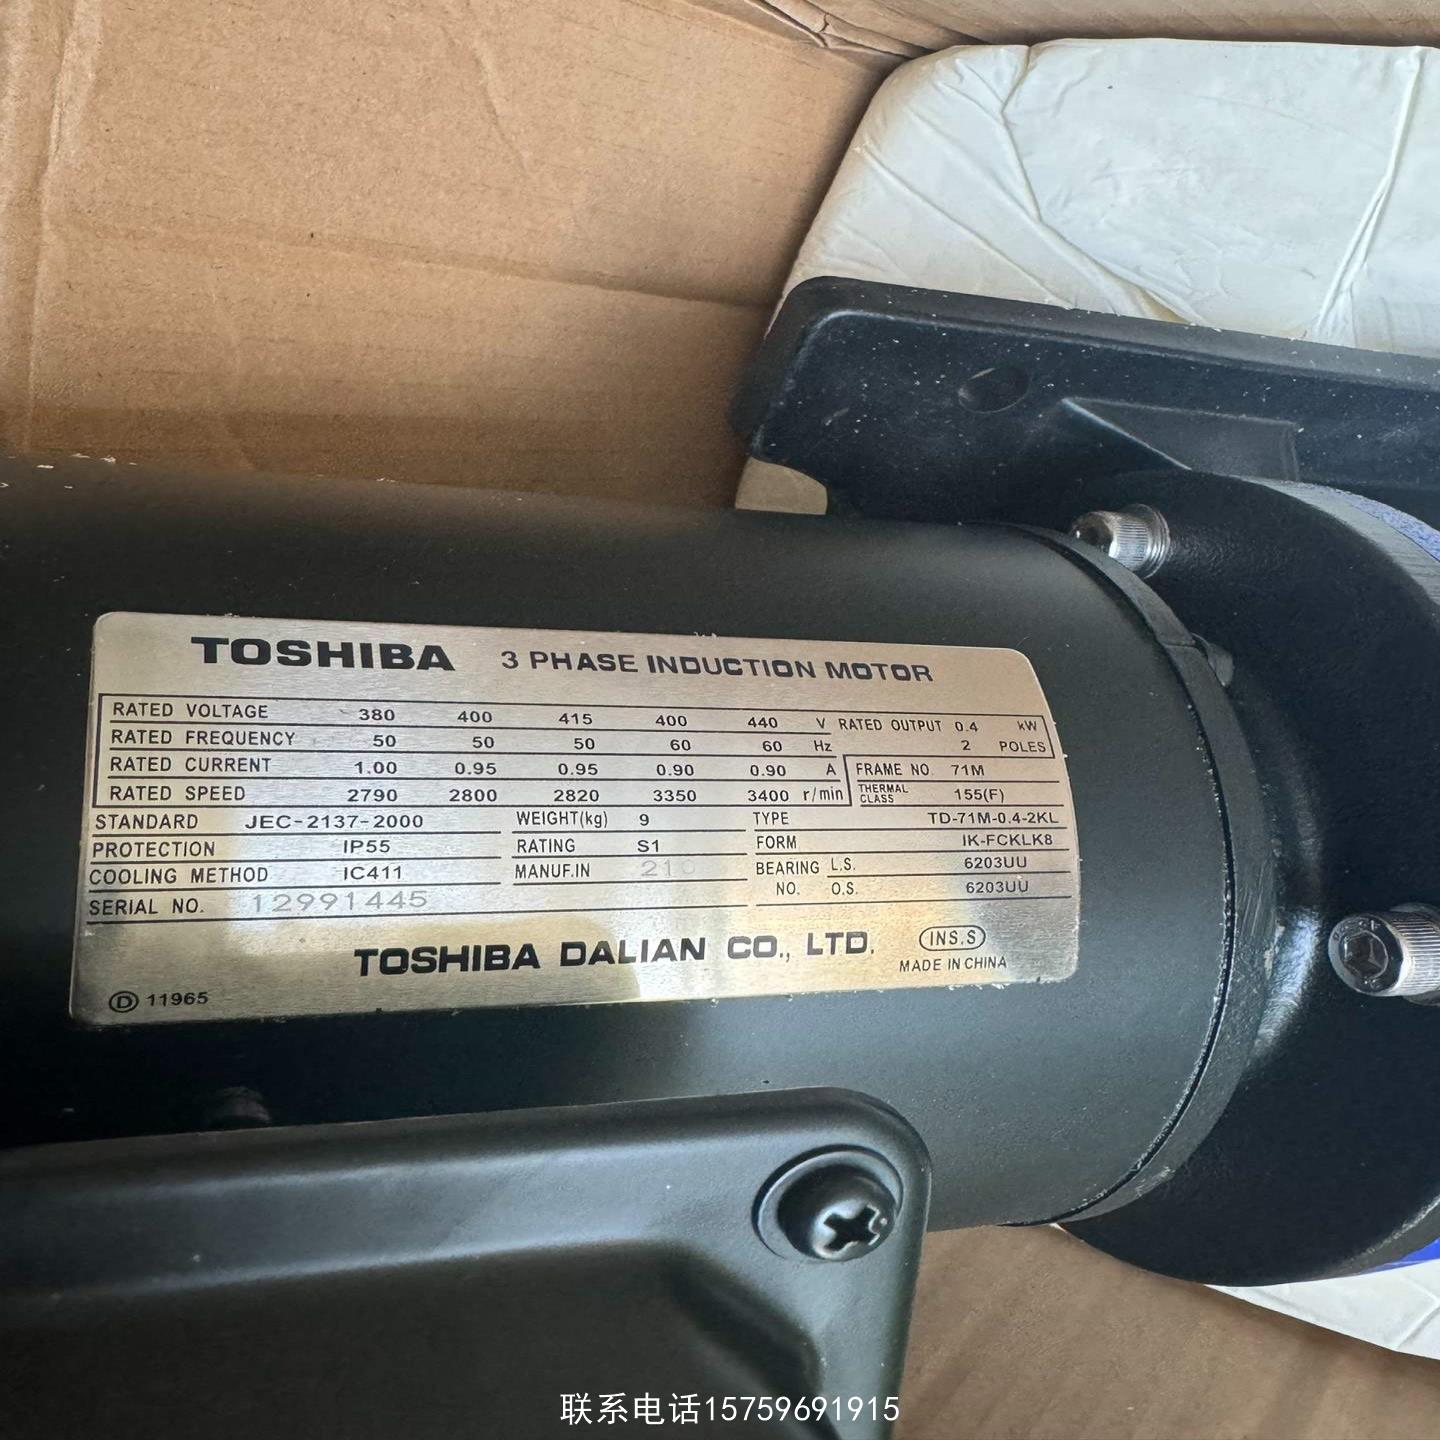 TOSHIBA 3 PHASE INDUCTION MOTOR
RATED VOLTAGE 380 400 415 400 440 V RATED OUTPUT 0.4 kW
RATED FREQUENCY 50 50 50 60 60 Hz 2 POLES
RATED CURRENT 1.00 0.95 0.95 0.90 0.90 A FRAME NO. 71M
RATED SPEED 2790 2800 2820 3350 3400 r/min THERMAL CLASS 155(F)
STANDARD JEC-2137-2000 WEIGHT(kg) 9 TYPE TD-71M-0.4-2KL
PROTECTION IP55 RATING S1 FORM IK-FCKLK8
COOLING METHOD IC411 MANUF.IN BEARING L.S. 6203UU
SERIAL NO. 12991445 NO. O.S. 6203UU
TOSHIBA DALIAN CO., LTD. INS.S
MADE IN CHINA
Ⓓ 11965
联系电话15759691915